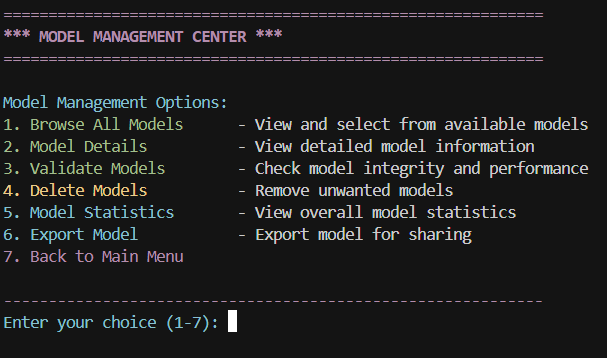 ============================================================
*** MODEL MANAGEMENT CENTER ***
============================================================
Model Management Options:
1. Browse All Models      - View and select from available models
2. Model Details          - View detailed model information
3. Validate Models        - Check model integrity and performance
4. Delete Models          - Remove unwanted models
5. Model Statistics       - View overall model statistics
6. Export Model           - Export model for sharing
7. Back to Main Menu
------------------------------------------------------------
Enter your choice (1-7):